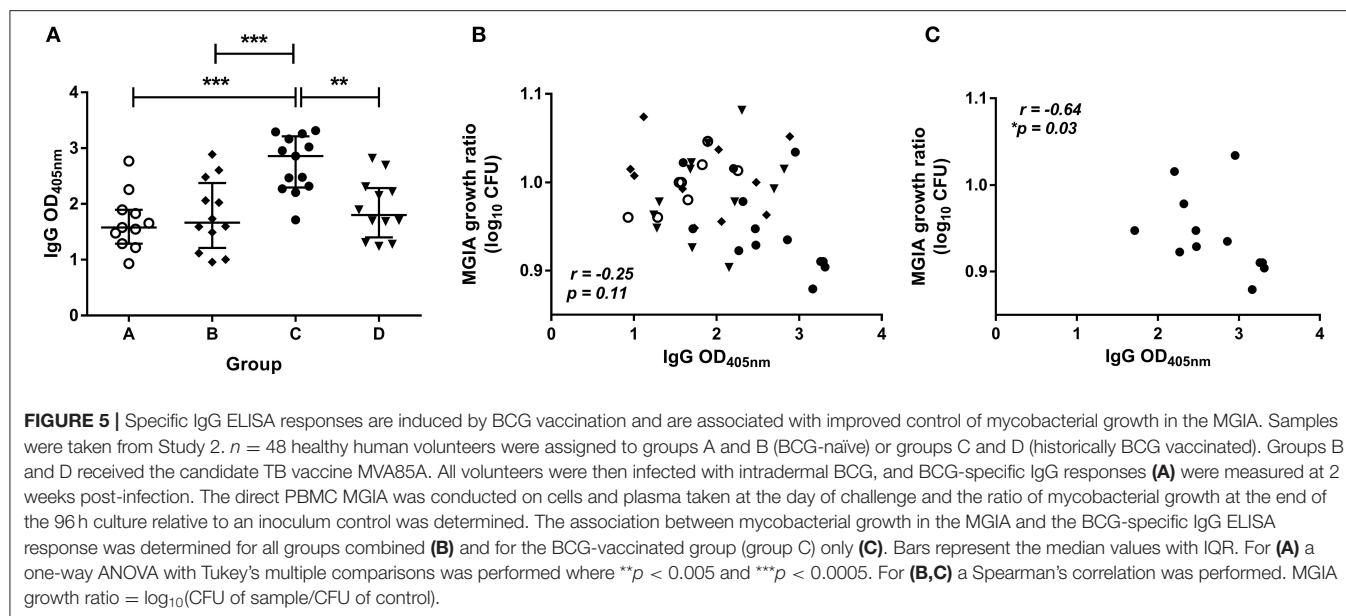 A
***
***
**
IgG OD405nm
4
3
2
1
0
A B C D
Group
B
MGIA growth ratio
(log10 CFU)
1.1
1.0
0.9
r = -0.25
p = 0.11
0 1 2 3 4
IgG OD405nm
C
MGIA growth ratio
(log10 CFU)
1.1
1.0
0.9
r = -0.64
*p = 0.03
0 1 2 3 4
IgG OD405nm
FIGURE 5 | Specific IgG ELISA responses are induced by BCG vaccination and are associated with improved control of mycobacterial growth in the MGIA. Samples
were taken from Study 2. n = 48 healthy human volunteers were assigned to groups A and B (BCG-naïve) or groups C and D (historically BCG vaccinated). Groups B
and D received the candidate TB vaccine MVA85A. All volunteers were then infected with intradermal BCG, and BCG-specific IgG responses (A) were measured at 2
weeks post-infection. The direct PBMC MGIA was conducted on cells and plasma taken at the day of challenge and the ratio of mycobacterial growth at the end of
the 96 h culture relative to an inoculum control was determined. The association between mycobacterial growth in the MGIA and the BCG-specific IgG ELISA
response was determined for all groups combined (B) and for the BCG-vaccinated group (group C) only (C). Bars represent the median values with IQR. For (A) a
one-way ANOVA with Tukey's multiple comparisons was performed where **p < 0.005 and ***p < 0.0005. For (B,C) a Spearman's correlation was performed. MGIA
growth ratio = log10(CFU of sample/CFU of control).